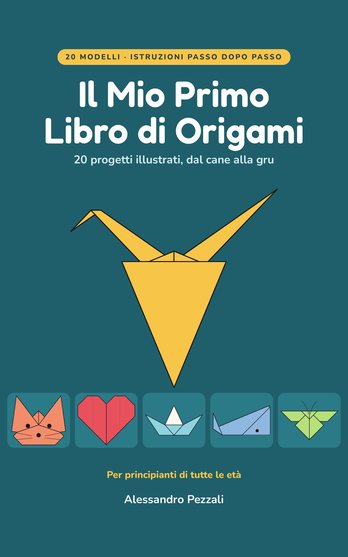 20 MODELLI · ISTRUZIONI PASSO DOPO PASSO
Il Mio Primo
Libro di Origami
20 progetti illustrati, dal cane alla gru
Per principianti di tutte le età
Alessandro Pezzali